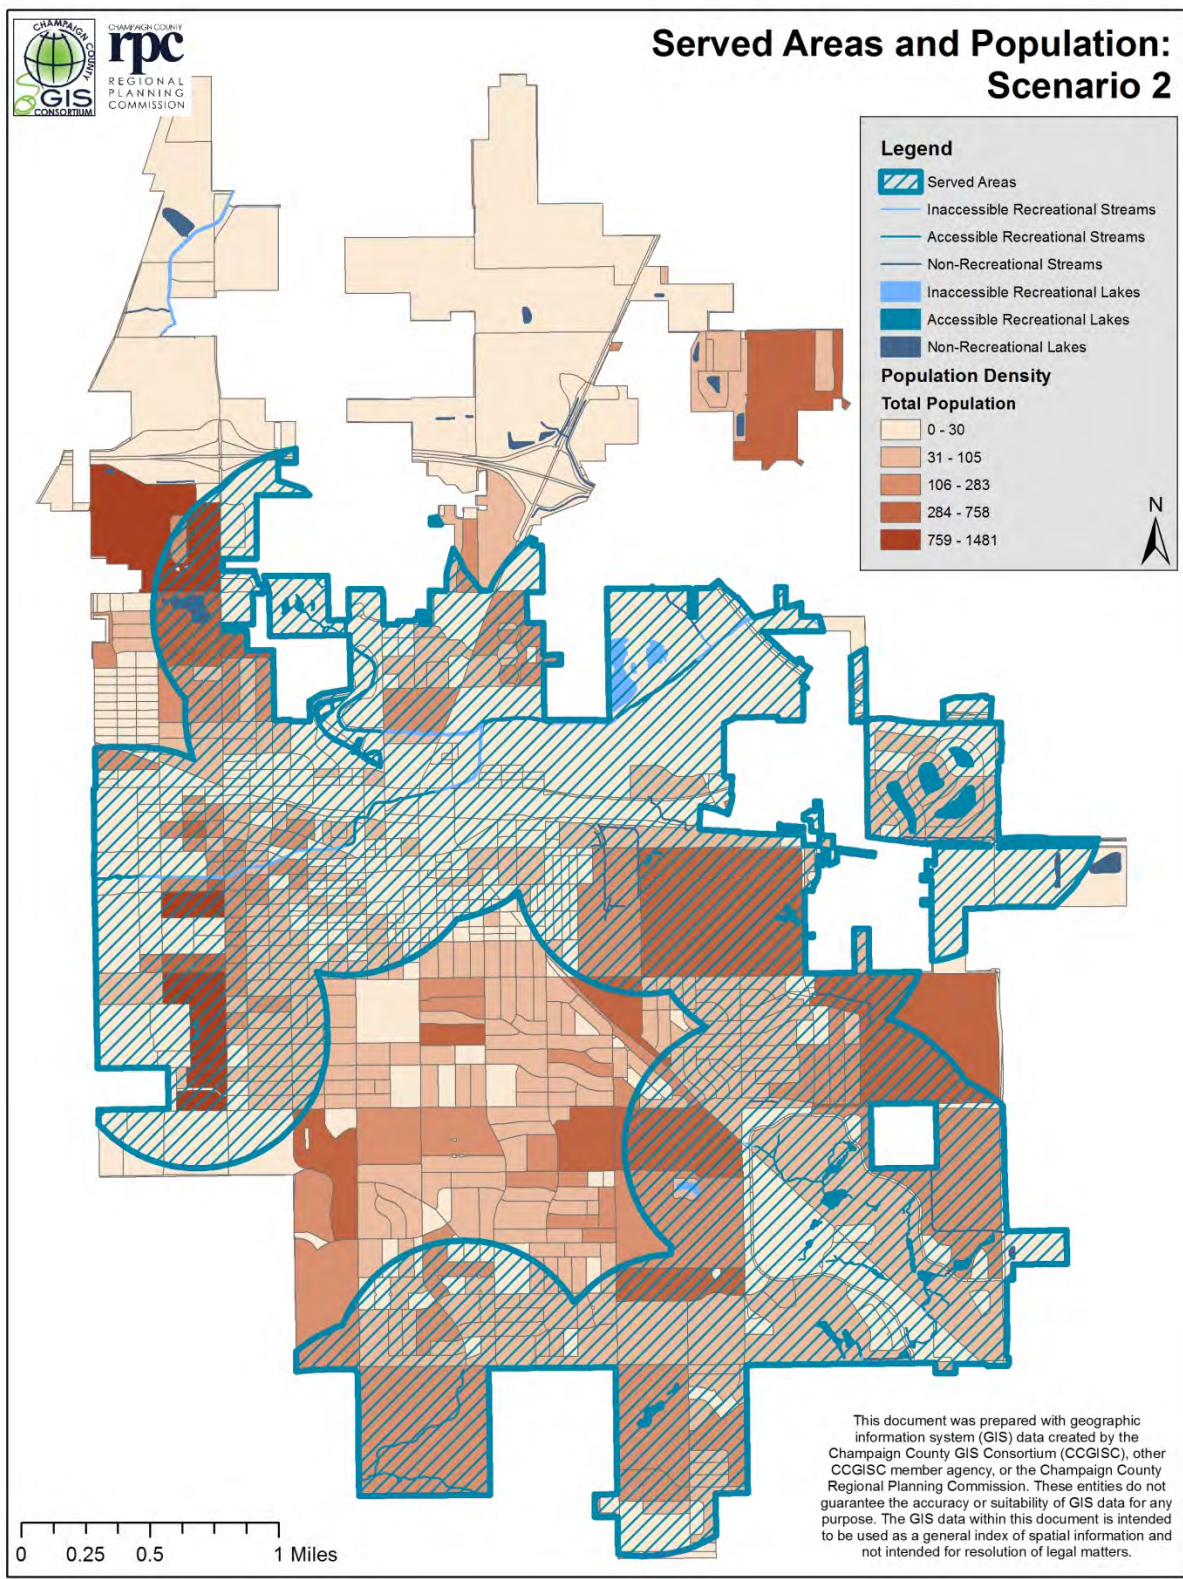 CHAMPAIGN COUNTY
GIS
CONSORTIUM
CHAMPAIGN COUNTY
rpc
REGIONAL
PLANNING
COMMISSION
Served Areas and Population:
Scenario 2
Legend
Served Areas
Inaccessible Recreational Streams
Accessible Recreational Streams
Non-Recreational Streams
Inaccessible Recreational Lakes
Accessible Recreational Lakes
Non-Recreational Lakes
Population Density
Total Population
0 - 30
31 - 105
106 - 283
284 - 758
759 - 1481
N
This document was prepared with geographic
information system (GIS) data created by the
Champaign County GIS Consortium (CCGISC), other
CCGISC member agency, or the Champaign County
Regional Planning Commission. These entities do not
guarantee the accuracy or suitability of GIS data for any
purpose. The GIS data within this document is intended
to be used as a general index of spatial information and
not intended for resolution of legal matters.
0 0.25 0.5 1 Miles